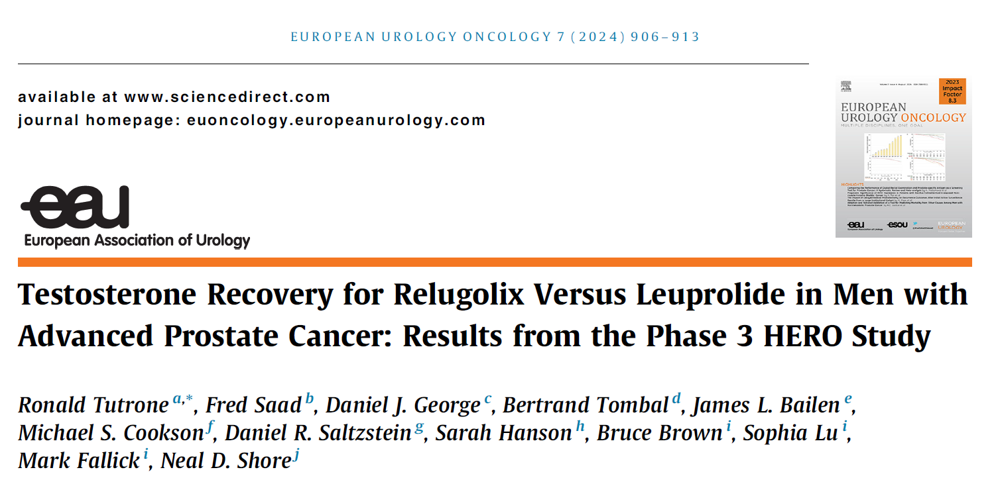 EUROPEAN UROLOGY ONCOLOGY 7 (2024) 906–913
available at www.sciencedirect.com
journal homepage: euoncology.europeanurology.com
eau
European Association of Urology
2023
Impact
Factor
8.3
EUROPEAN
UROLOGY ONCOLOGY
MULTIPLE DISCIPLINES, ONE GOAL
HIGHLIGHTS
eau
European Association of Urology
esou
EUROPEAN
UROLOGY
Testosterone Recovery for Relugolix Versus Leuprolide in Men with
Advanced Prostate Cancer: Results from the Phase 3 HERO Study
Ronald Tutrone a,*, Fred Saad b, Daniel J. George c, Bertrand Tombal d, James L. Bailen e,
Michael S. Cookson f, Daniel R. Saltzstein g, Sarah Hanson h, Bruce Brown i, Sophia Lu i,
Mark Fallick i, Neal D. Shore j